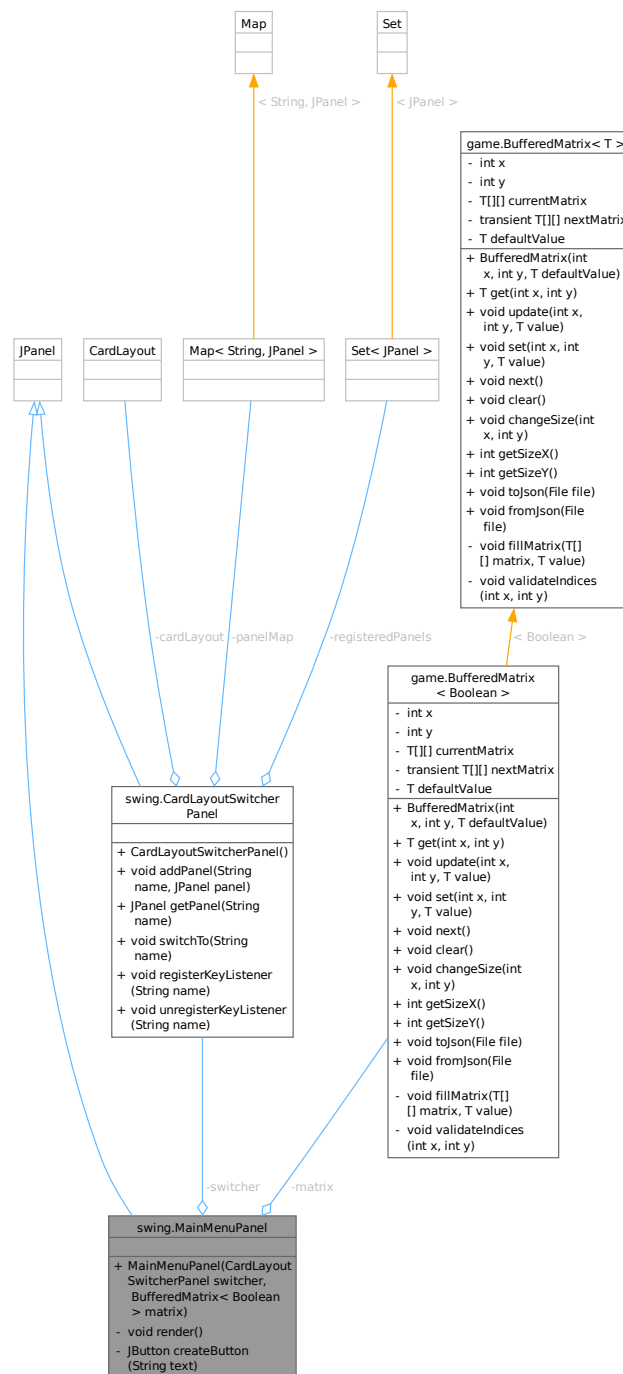 Map
Set
< String, JPanel >
< JPanel >
game.BufferedMatrix< T >
- int x
- int y
- T[][] currentMatrix
- transient T[][] nextMatrix
- T defaultValue
+ BufferedMatrix(int
x, int y, T defaultValue)
+ T get(int x, int y)
+ void update(int x,
int y, T value)
+ void set(int x, int
y, T value)
+ void next()
+ void clear()
+ void changeSize(int
x, int y)
+ int getSizeX()
+ int getSizeY()
+ void toJson(File file)
+ void fromJson(File
file)
- void fillMatrix(T[]
[] matrix, T value)
- void validateIndices
(int x, int y)
JPanel
CardLayout
Map< String, JPanel >
Set< JPanel >
-cardLayout
-panelMap
-registeredPanels
< Boolean >
game.BufferedMatrix
< Boolean >
- int x
- int y
- T[][] currentMatrix
- transient T[][] nextMatrix
- T defaultValue
+ BufferedMatrix(int
x, int y, T defaultValue)
+ T get(int x, int y)
+ void update(int x,
int y, T value)
+ void set(int x, int
y, T value)
+ void next()
+ void clear()
+ void changeSize(int
x, int y)
+ int getSizeX()
+ int getSizeY()
+ void toJson(File file)
+ void fromJson(File
file)
- void fillMatrix(T[]
[] matrix, T value)
- void validateIndices
(int x, int y)
swing.CardLayoutSwitcher
Panel
+ CardLayoutSwitcherPanel()
+ void addPanel(String
name, JPanel panel)
+ JPanel getPanel(String
name)
+ void switchTo(String
name)
+ void registerKeyListener
(String name)
+ void unregisterKeyListener
(String name)
-switcher
-matrix
swing.MainMenuPanel
+ MainMenuPanel(CardLayout
SwitcherPanel switcher,
BufferedMatrix< Boolean
> matrix)
- void render()
- JButton createButton
(String text)